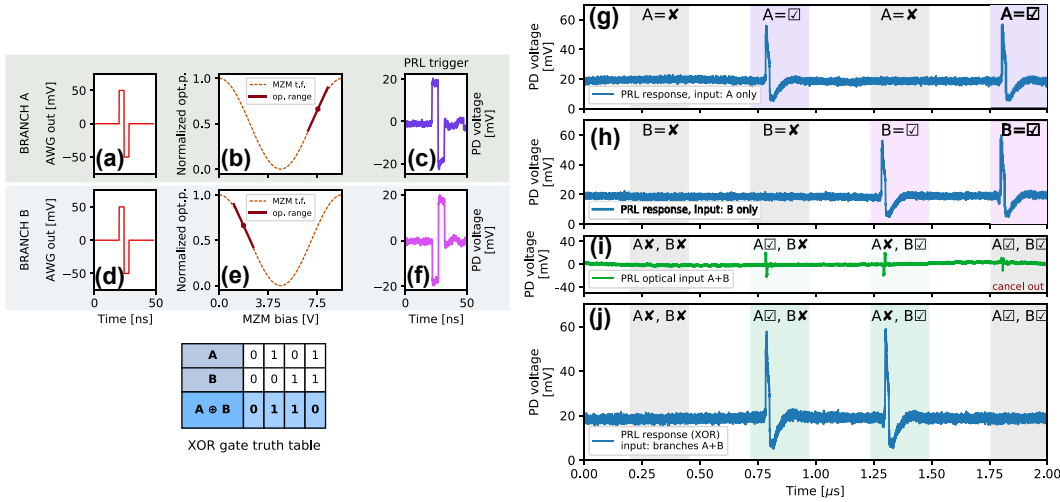 PRL trigger
BRANCH A
AWG out [mV]
50
0
−50
(a)
Normalized opt.p.
1.0
0.5
0.0
MZM t.f.
op. range
(b)
20
0
−20
(c)
PD voltage
[mV]
BRANCH B
AWG out [mV]
50
0
−50
(d)
0
50
Time [ns]
Normalized opt.p.
1.0
0.5
0.0
MZM t.f.
op. range
(e)
0.0
3.75
7.5
MZM bias [V]
20
0
−20
(f)
0
50
Time [ns]
PD voltage
[mV]
A 0 1 0 1
B 0 0 1 1
A ⊕ B 0 1 1 0
XOR gate truth table
(g)
A=✘ A=☑ A=✘ A=☑
PD voltage
[mV]
60
40
20
0
PRL response, input: A only
(h)
B=✘ B=✘ B=☑ B=☑
PD voltage
[mV]
60
40
20
0
PRL response, Input: B only
(i)
A✘, B✘ A☑, B✘ A✘, B☑ A☑, B☑
PD voltage
[mV]
40
0
−40
PRL optical input A+B
cancel out
(j)
A✘, B✘ A☑, B✘ A✘, B☑ A☑, B☑
PD voltage
[mV]
60
40
20
0
PRL response (XOR)
input: branches A+B
0.00 0.25 0.50 0.75 1.00 1.25 1.50 1.75 2.00
Time [μs]